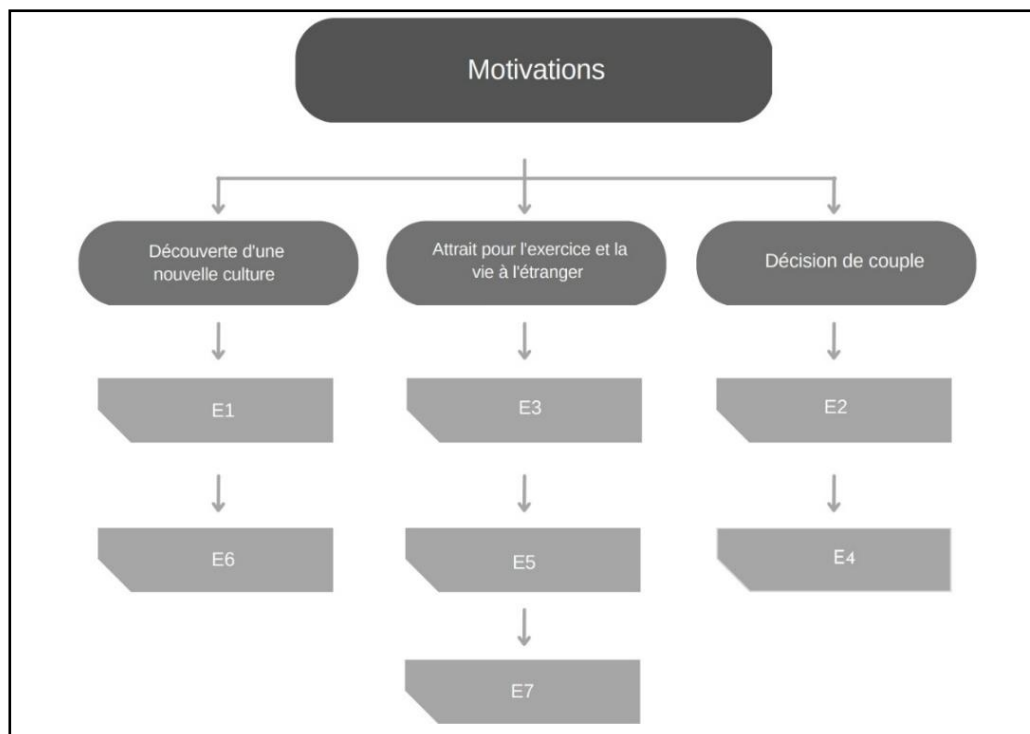 Motivations
Découverte d'une
nouvelle culture
Attrait pour l'exercice et la
vie à l'étranger
Décision de couple
E1
E3
E2
E6
E5
E4
E7